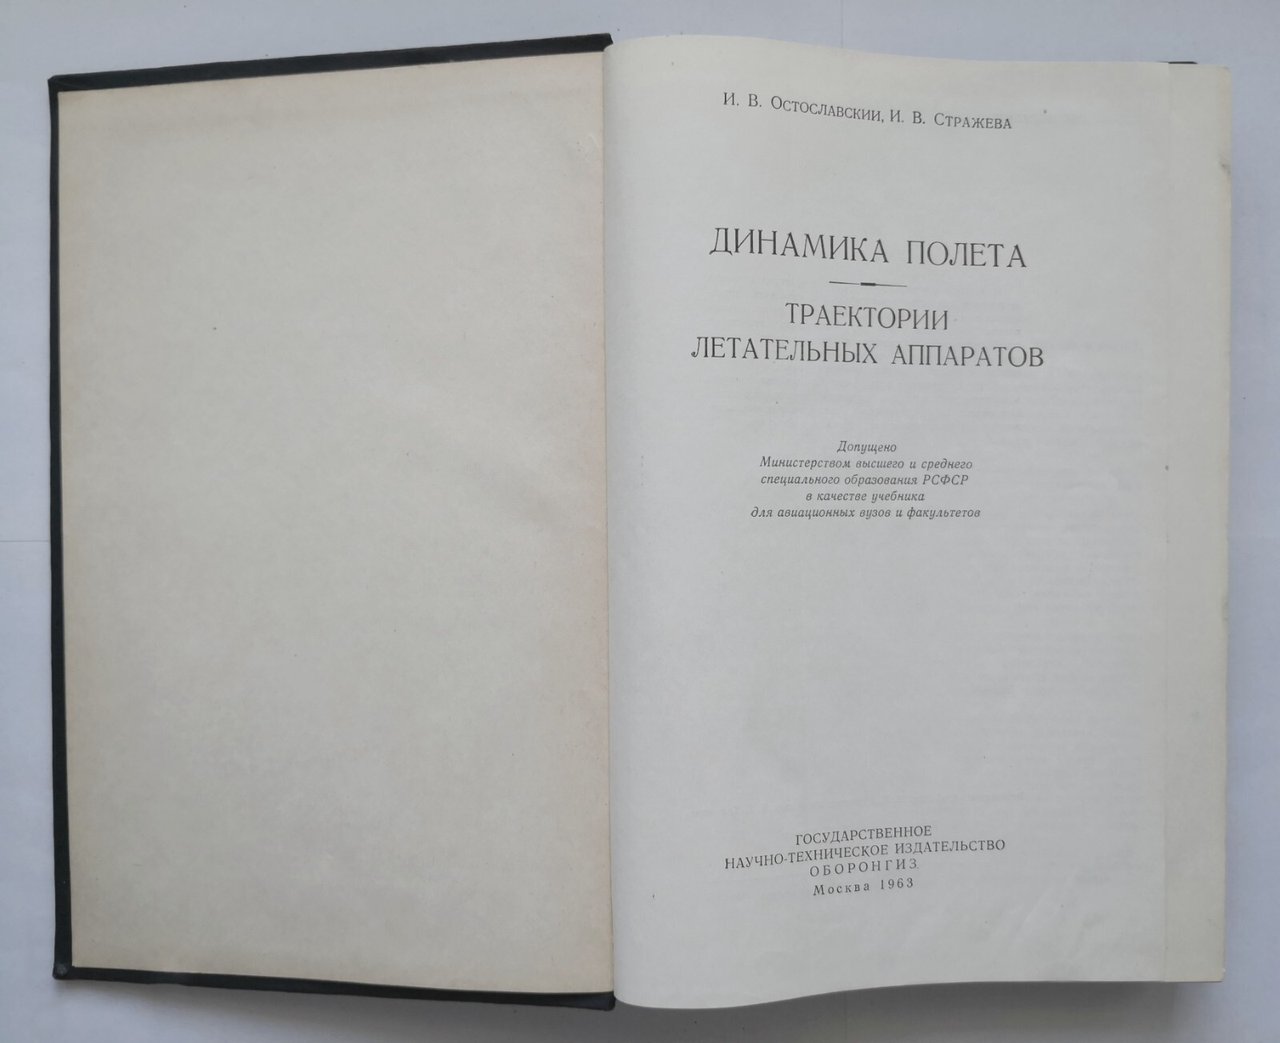 И. В. Остославский, И. В. Стражева
ДИНАМИКА ПОЛЕТА
ТРАЕКТОРИИ
ЛЕТАТЕЛЬНЫХ АППАРАТОВ
Допущено
Министерством высшего и среднего
специального образования РСФСР
в качестве учебника
для авиационных вузов и факультетов
ГОСУДАРСТВЕННОЕ
НАУЧНО-ТЕХНИЧЕСКОЕ ИЗДАТЕЛЬСТВО
ОБОРОНГИЗ
Москва 1963